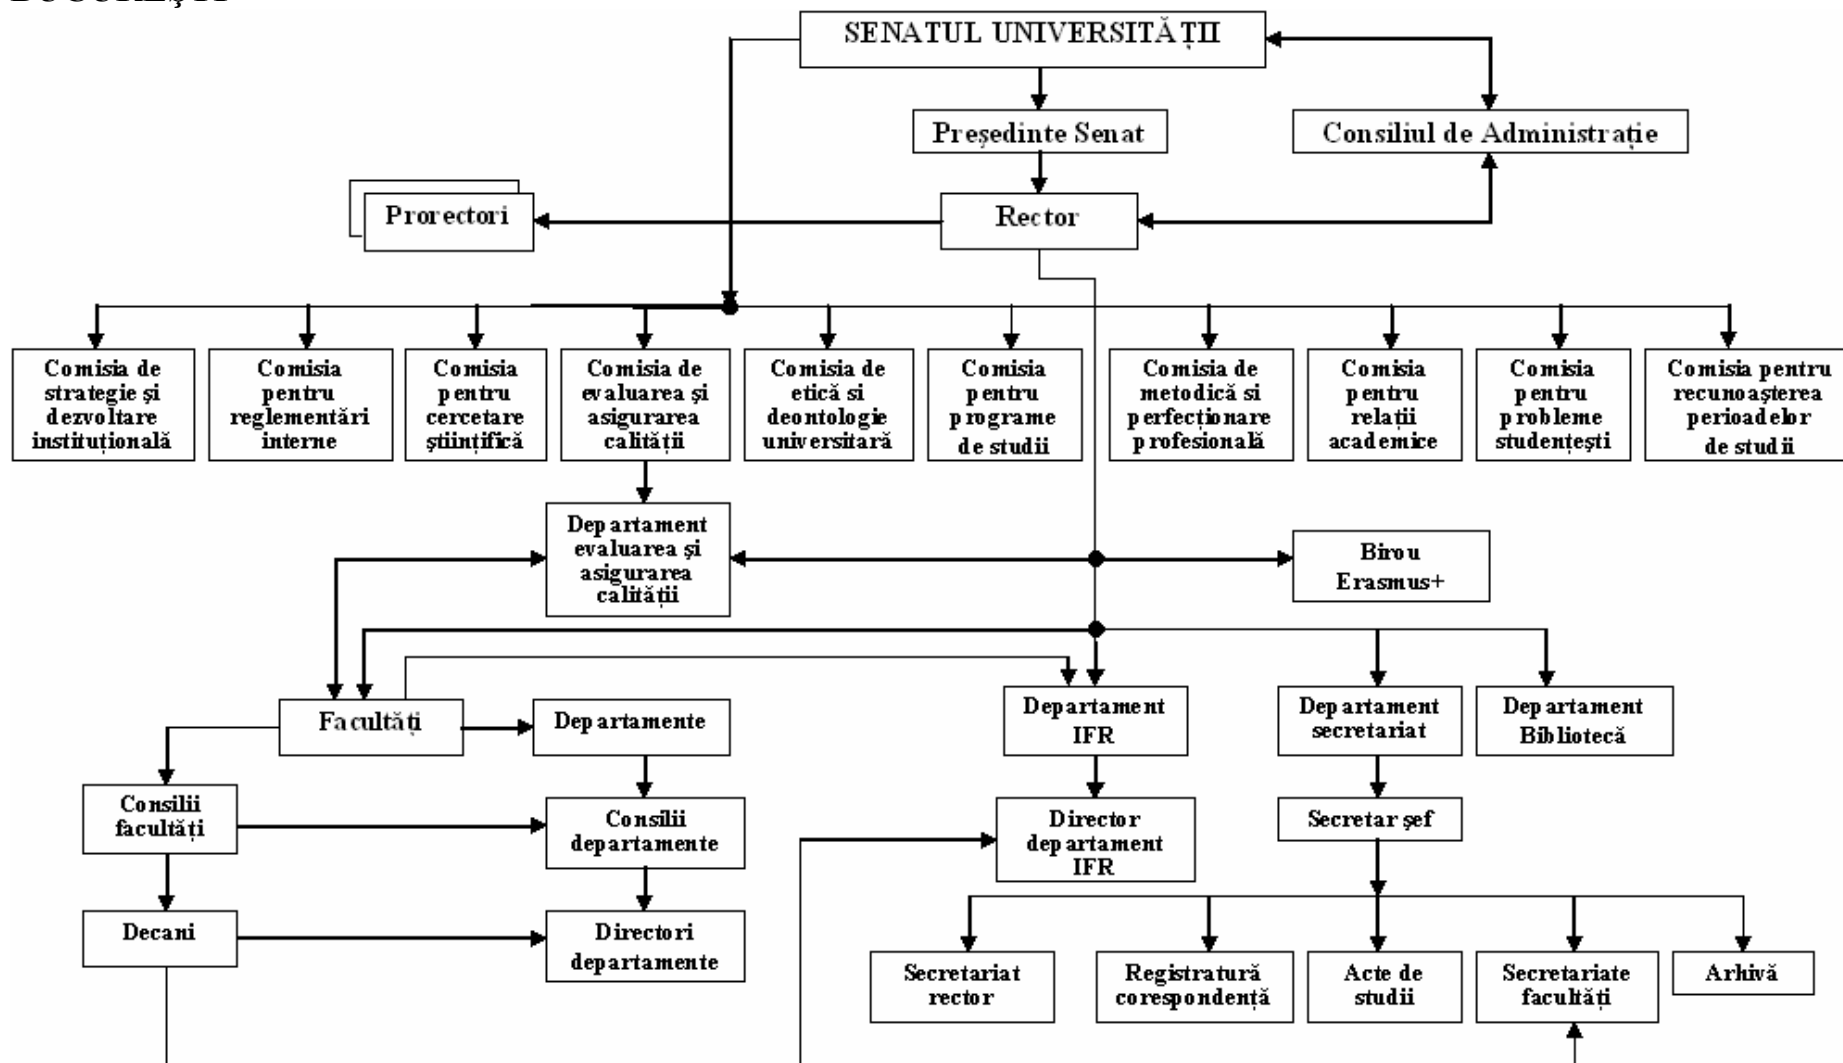 BUCUREŞTI
SENATUL UNIVERSITĂȚII
Președinte Senat
Consiliul de Administrație
Prorectori
Rector
Comisia de
strategie și
dezvoltare
instituțională
Comisia
pentru
reglementări
interne
Comisia
pentru
cercetare
științifică
Comisia de
evaluarea și
asigurarea
calității
Comisia de
etică si
deontologie
universitară
Comisia
pentru
programe
de studii
Comisia de
metodică si
perfecționare
profesională
Comisia
pentru
relații
academice
Comisia
pentru
probleme
studențești
Comisia pentru
recunoașterea
perioadelor
de studii
Departament
evaluarea și
asigurarea
calității
Birou
Erasmus+
Facultăți
Departamente
Departament
IFR
Departament
secretariat
Departament
Bibliotecă
Consilii
facultăți
Consilii
departamente
Director
departament
IFR
Secretar șef
Decani
Directori
departamente
Secretariat
rector
Registratură
corespondență
Acte de
studii
Secretariate
facultăți
Arhivă